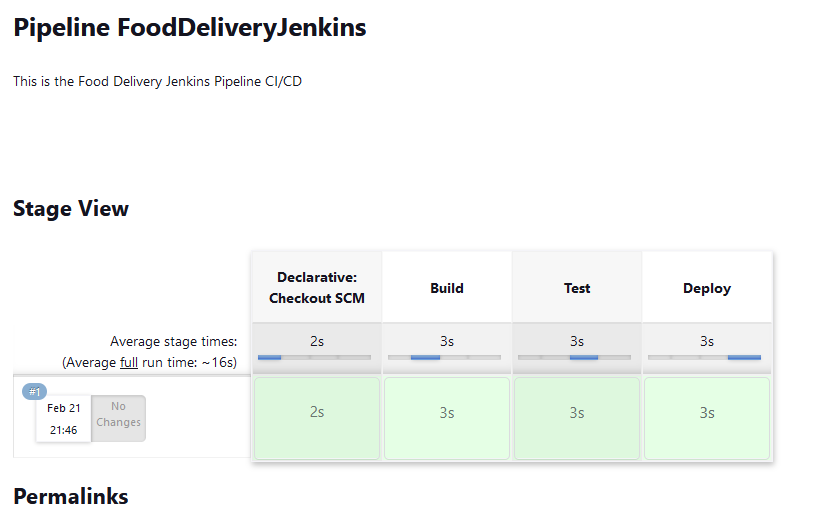 Pipeline FoodDeliveryJenkins
This is the Food Delivery Jenkins Pipeline CI/CD
Stage View
Declarative:
Checkout SCM
Build
Test
Deploy
Average stage times:
(Average full run time: ~16s)
2s
3s
3s
3s
#1
Feb 21
21:46
No
Changes
2s
3s
3s
3s
Permalinks